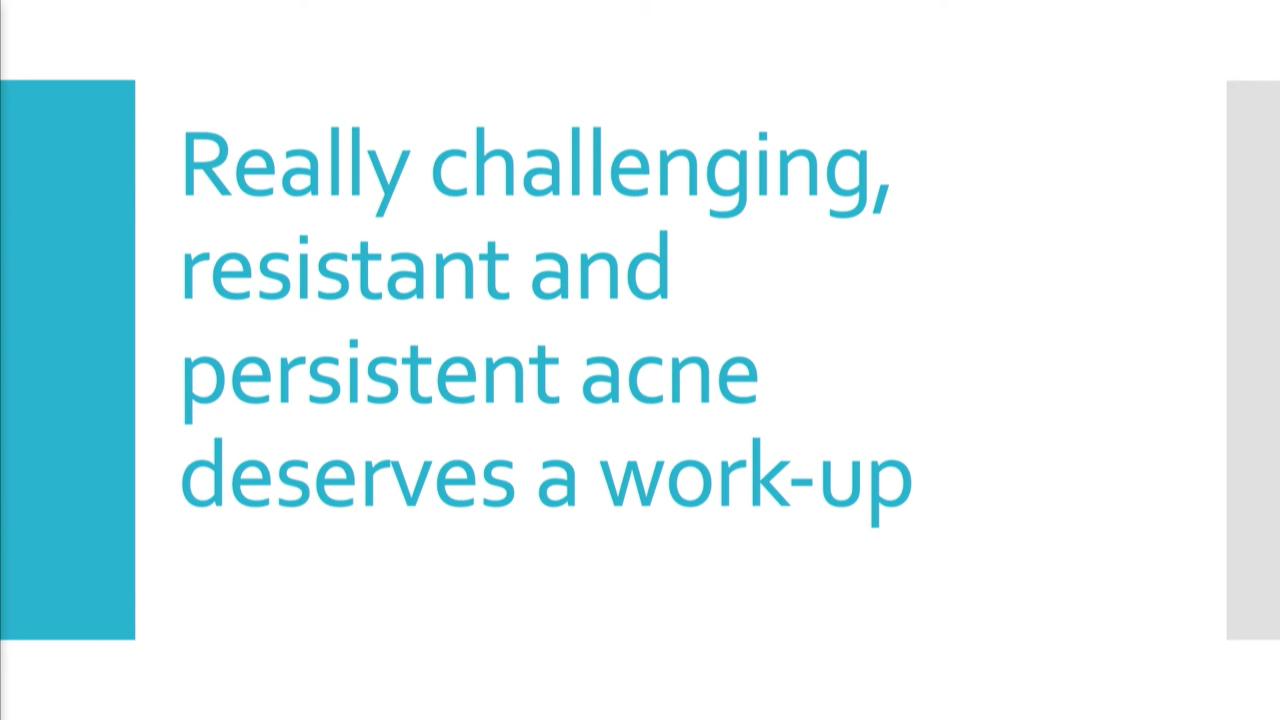 Really challenging,
resistant and
persistent acne
deserves a work-up